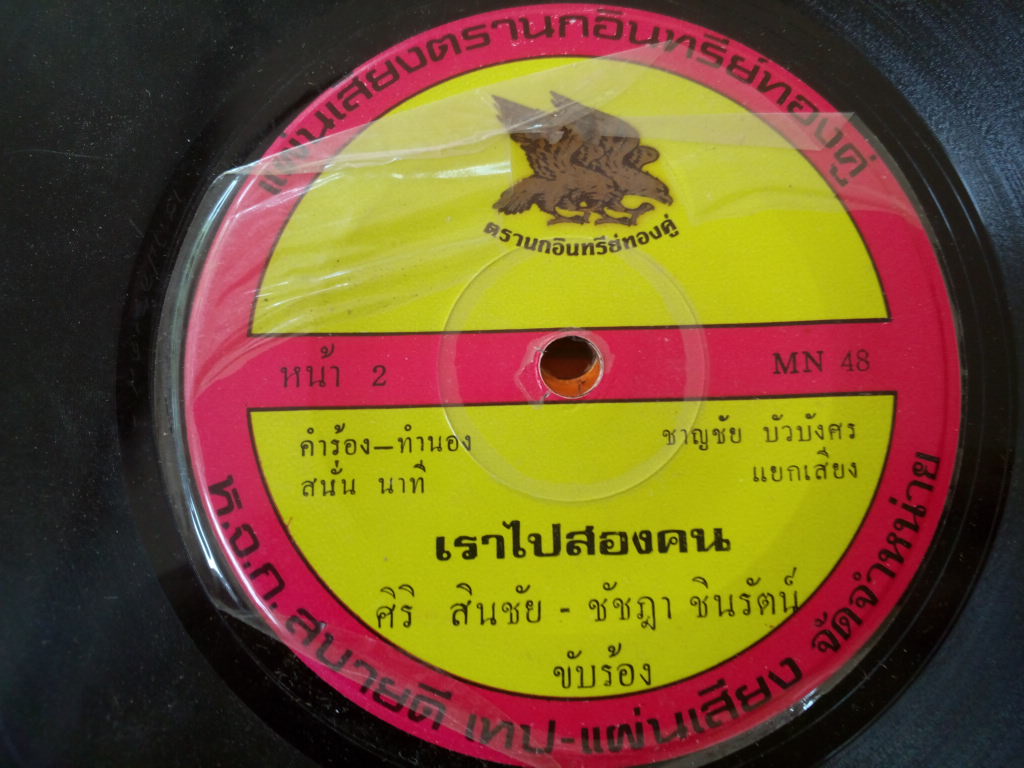 แผ่นเสียงตรานกอินทรีย์ทองคู่
ตรานกอินทรีย์ทองคู่
หน้า 2
MN 48
คำร้อง–ทำนอง
สนั่น นาที
ชาญชัย บัวบังศร
แยกเสียง
เราไปสองคน
ศิริ สินชัย - ชัชฎา ชินรัตน์
ขับร้อง
ห.จ.ก. สบายดี เทป-แผ่นเสียง จัดจำหน่าย